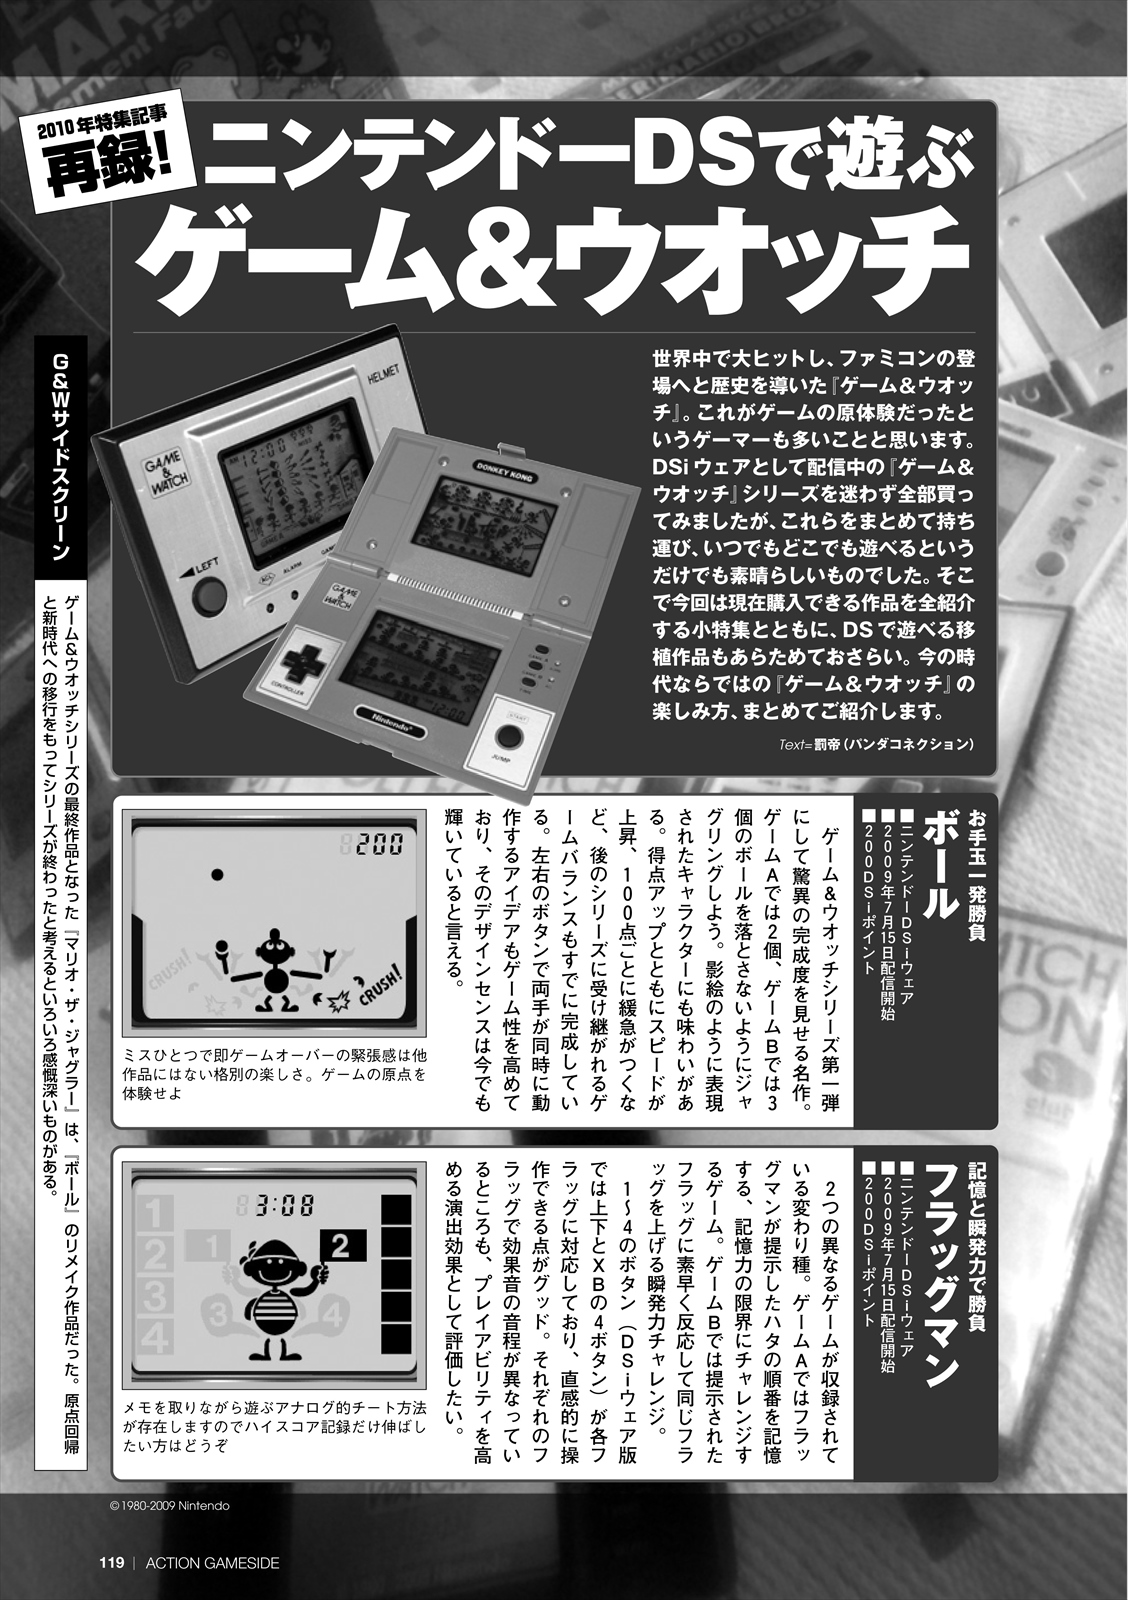 2010年特集記事
再録!
ニンテンドーDSで遊ぶ
ゲーム&ウオッチ
世界中で大ヒットし、ファミコンの登
場へと歴史を導いた『ゲーム&ウオッ
チ』。これがゲームの原体験だったと
いうゲーマーも多いことと思います。
DSiウェアとして配信中の『ゲーム&
ウオッチ』シリーズを迷わず全部買っ
てみましたが、これらをまとめて持ち
運び、いつでもどこでも遊べるという
だけでも素晴らしいものでした。そこ
で今回は現在購入できる作品を全紹介
する小特集とともに、DSで遊べる移
植作品もあらためておさらい。今の時
代ならではの『ゲーム&ウオッチ』の
楽しみ方、まとめてご紹介します。
Text=罰帝(パンダコネクション)
HELMET
GAME
&
WATCH
12:00
LEFT
ACL
ALARM
DONKEY KONG
GAME
&
WATCH
CONTROLLER
Nintendo
12:00
JUMP
お手玉一発勝負
ボール
■ニンテンドーDSiウェア
■2009年7月15日配信開始
■200DSiポイント
ゲーム&ウオッチシリーズ第一弾
にして驚異の完成度を見せる名作。
ゲームAでは2個、ゲームBでは3
個のボールを落とさないようにジャ
グリングしよう。影絵のように表現
されたキャラクターにも味わいがあ
る。得点アップとともにスピードが
上昇、100点ごとに緩急がつくな
ど、後のシリーズに受け継がれるゲ
ームバランスもすでに完成してい
る。左右のボタンで両手が同時に動
作するアイデアもゲーム性を高めて
おり、そのデザインセンスは今でも
輝いていると言える。
200
CRUSH!
CRUSH!
ミスひとつで即ゲームオーバーの緊張感は他
作品にはない格別の楽しさ。ゲームの原点を
体験せよ
記憶と瞬発力で勝負
フラッグマン
■ニンテンドーDSiウェア
■2009年7月15日配信開始
■200DSiポイント
2つの異なるゲームが収録されて
いる変わり種。ゲームAではフラッ
グマンが提示したハタの順番を記憶
する、記憶力の限界にチャレンジす
るゲーム。ゲームBでは提示された
フラッグに素早く反応して同じフラ
ッグを上げる瞬発力チャレンジ。
1〜4のボタン(DSiウェア版
では上下とXBの4ボタン)が各フ
ラッグに対応しており、直感的に操
作できる点がグッド。それぞれのフ
ラッグで効果音の音程が異なってい
るところも、プレイアビリティを高
める演出効果として評価したい。
3:08
1
2
3
4
1
2
3
4
メモを取りながら遊ぶアナログ的チート方法
が存在しますのでハイスコア記録だけ伸ばし
たい方はどうぞ
G&Wサイドスクリーン
ゲーム&ウオッチシリーズの最終作品となった『マリオ・ザ・ジャグラー』は、『ボール』のリメイク作品だった。原点回帰
と新時代への移行をもってシリーズが終わったと考えるといろいろ感慨深いものがある。
©1980-2009 Nintendo
119 | ACTION GAMESIDE